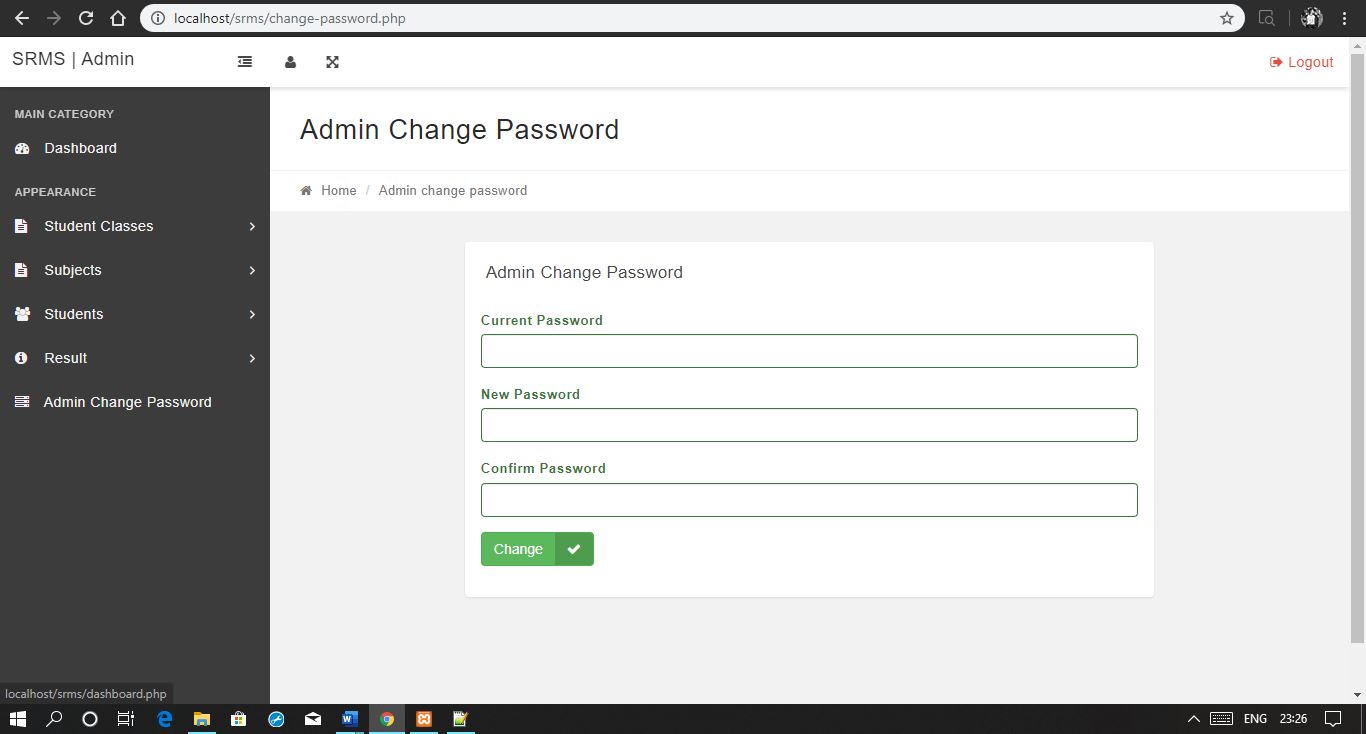 localhost/srms/change-password.php
SRMS | Admin
Logout
MAIN CATEGORY
Dashboard
APPEARANCE
Student Classes
Subjects
Students
Result
Admin Change Password
Admin Change Password
Home / Admin change password
Admin Change Password
Current Password
New Password
Confirm Password
Change
localhost/srms/dashboard.php
ENG 23:26